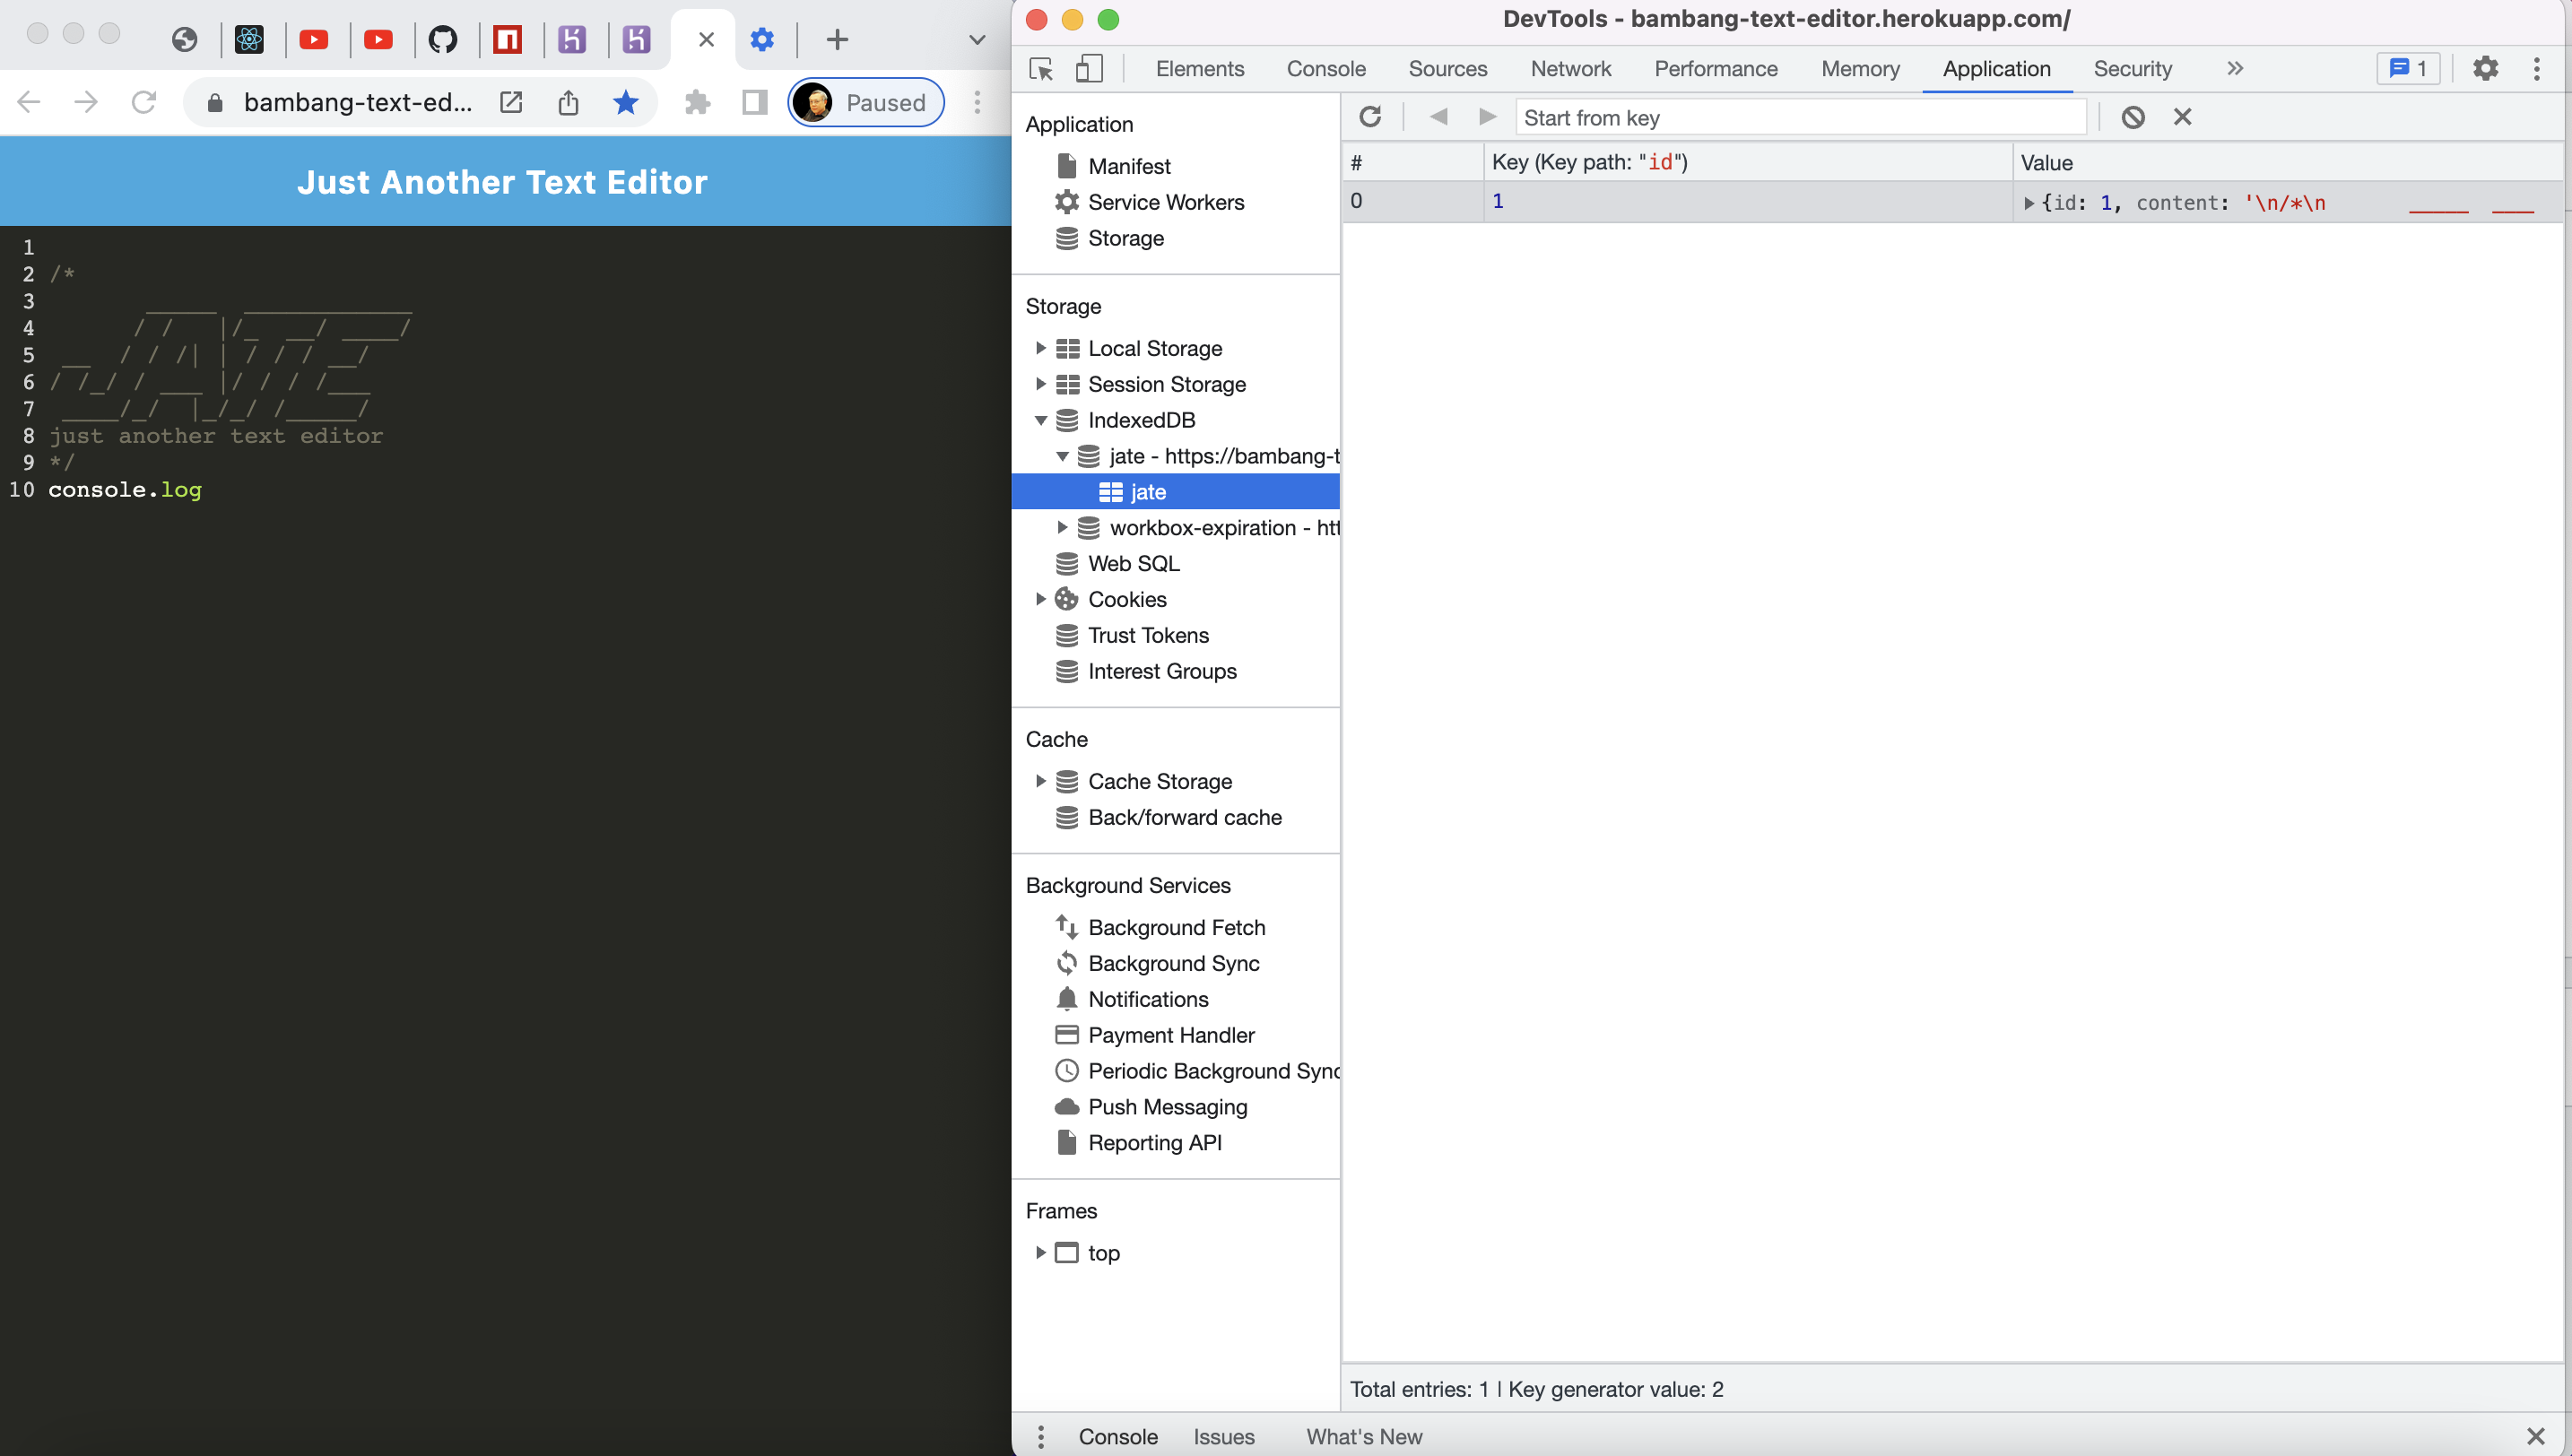 bambang-text-ed...
Paused
Just Another Text Editor
1
2 /*
3
4
5
6
7
8 just another text editor
9 */
10 console.log
DevTools - bambang-text-editor.herokuapp.com/
Elements Console Sources Network Performance Memory Application Security » 1
Application
Manifest
Service Workers
Storage
Storage
Local Storage
Session Storage
IndexedDB
jate - https://bambang-t
jate
workbox-expiration - htt
Web SQL
Cookies
Trust Tokens
Interest Groups
Cache
Cache Storage
Back/forward cache
Background Services
Background Fetch
Background Sync
Notifications
Payment Handler
Periodic Background Sync
Push Messaging
Reporting API
Frames
top
Start from key
# Key (Key path: "id") Value
0 1 {id: 1, content: '\n/*\n _____ ___
Total entries: 1 | Key generator value: 2
Console Issues What's New